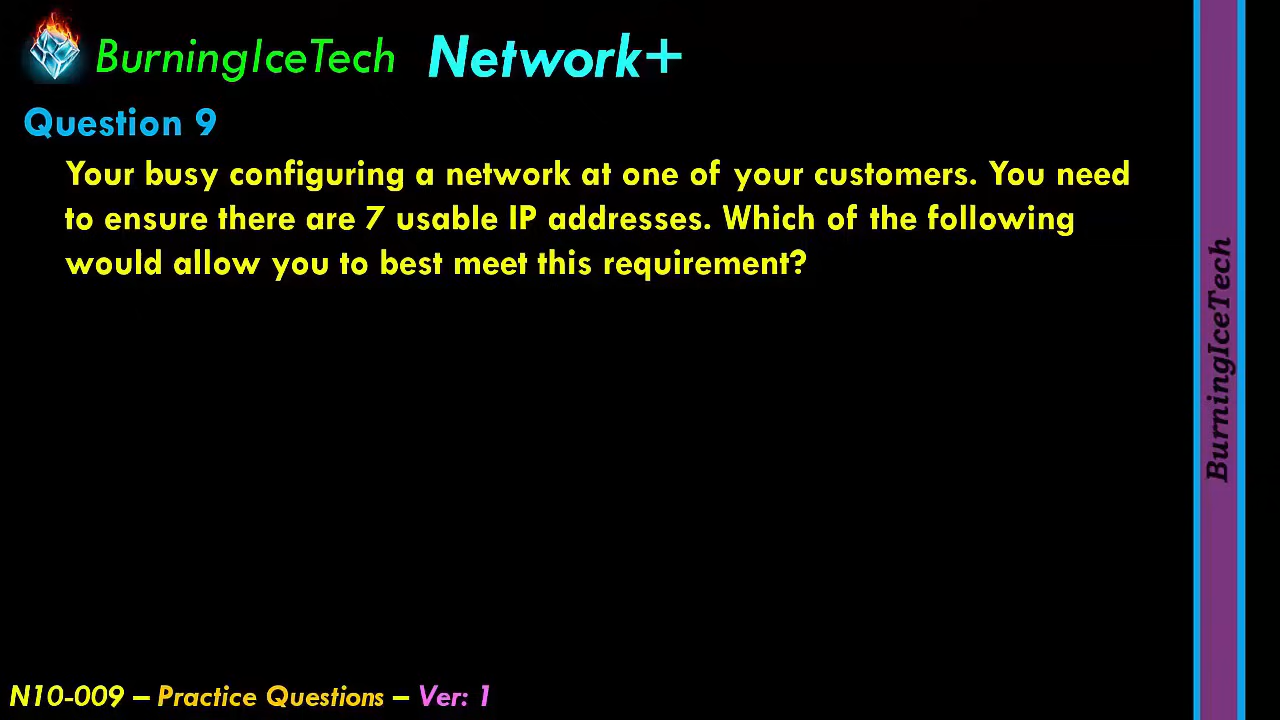 BurningIceTech Network+
Question 9
Your busy configuring a network at one of your customers. You need
to ensure there are 7 usable IP addresses. Which of the following
would allow you to best meet this requirement?
BurningIceTech
N10-009 – Practice Questions – Ver: 1